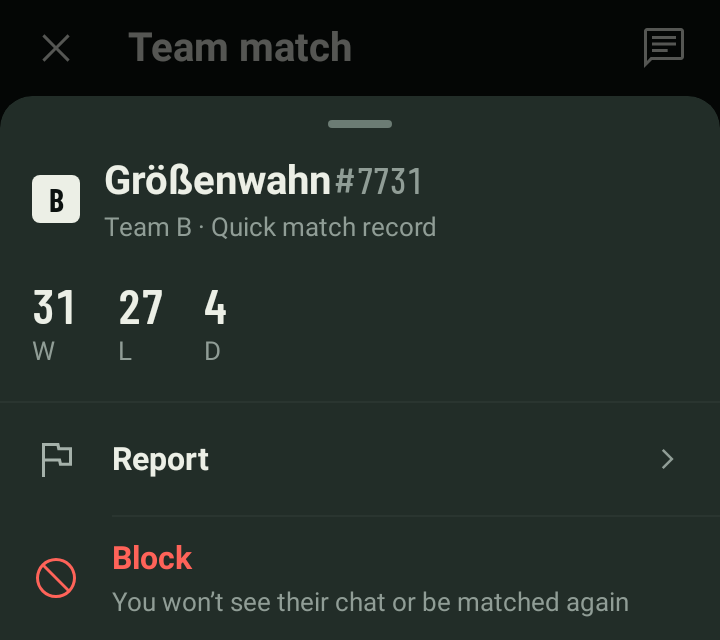 Team match
B
Größenwahn#7731
Team B · Quick match record
31 27 4
W L D
Report
Block
You won’t see their chat or be matched again